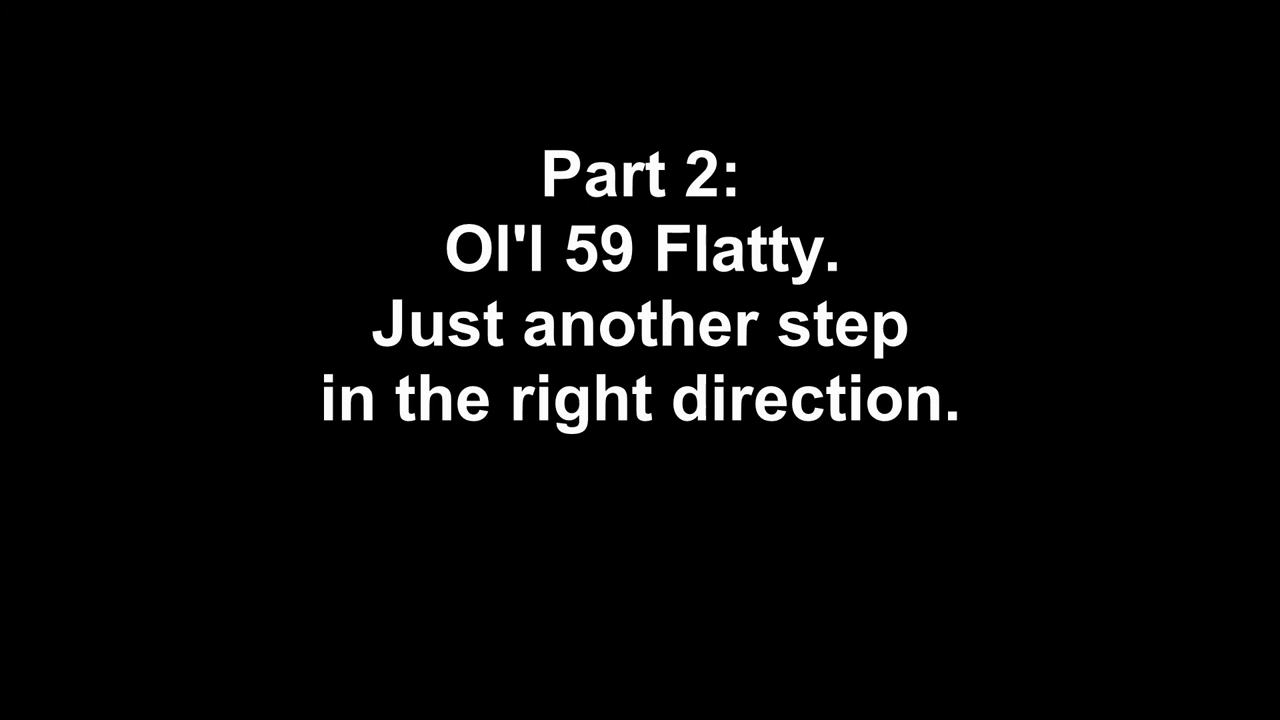 Part 2:
Ol'l 59 Flatty.
Just another step
in the right direction.